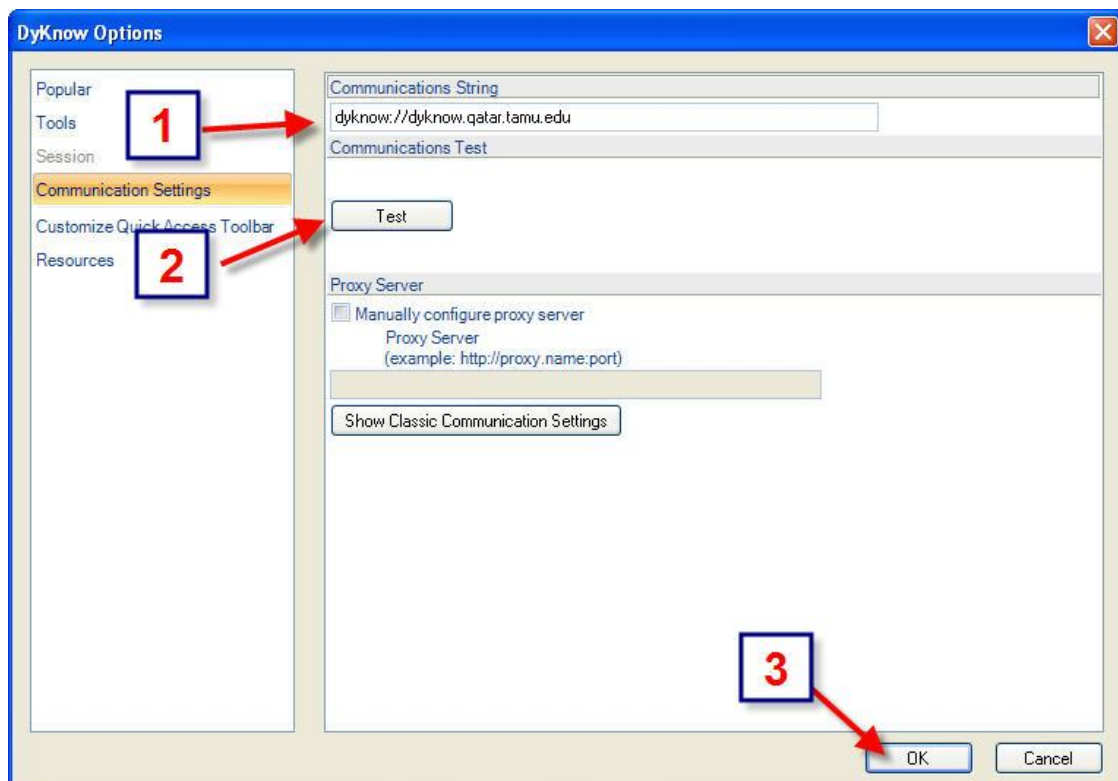 DyKnow Options
Popular
Tools
Session
Communication Settings
Customize Quick Access Toolbar
Resources
1
2
Communications String
dyknow://dyknow.qatar.tamu.edu
Communications Test
Test
Proxy Server
Manually configure proxy server
Proxy Server
(example: http://proxy.name:port)
Show Classic Communication Settings
3
OK
Cancel